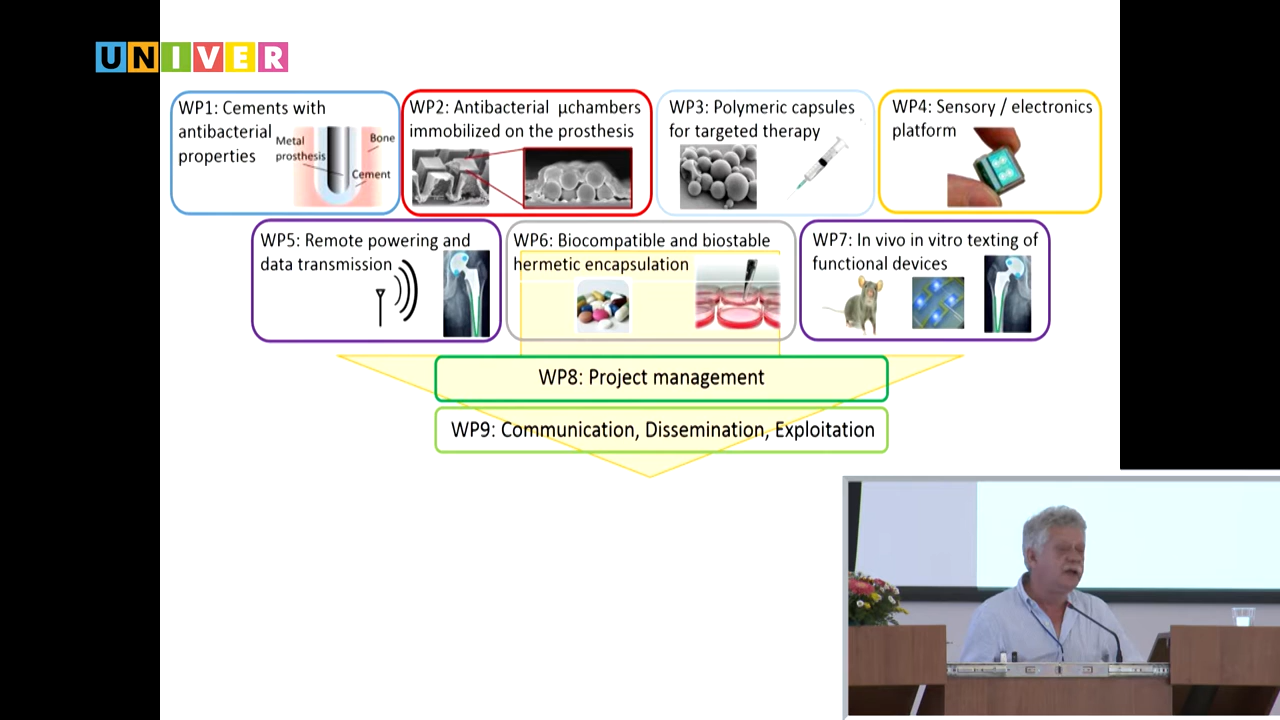 UNIVER
WP1: Cements with
antibacterial
properties
Metal
prosthesis
Bone
Cement
WP2: Antibacterial µchambers
immobilized on the prosthesis
WP3: Polymeric capsules
for targeted therapy
WP4: Sensory / electronics
platform
WP5: Remote powering and
data transmission
WP6: Biocompatible and biostable
hermetic encapsulation
WP7: In vivo in vitro texting of
functional devices
WP8: Project management
WP9: Communication, Dissemination, Exploitation